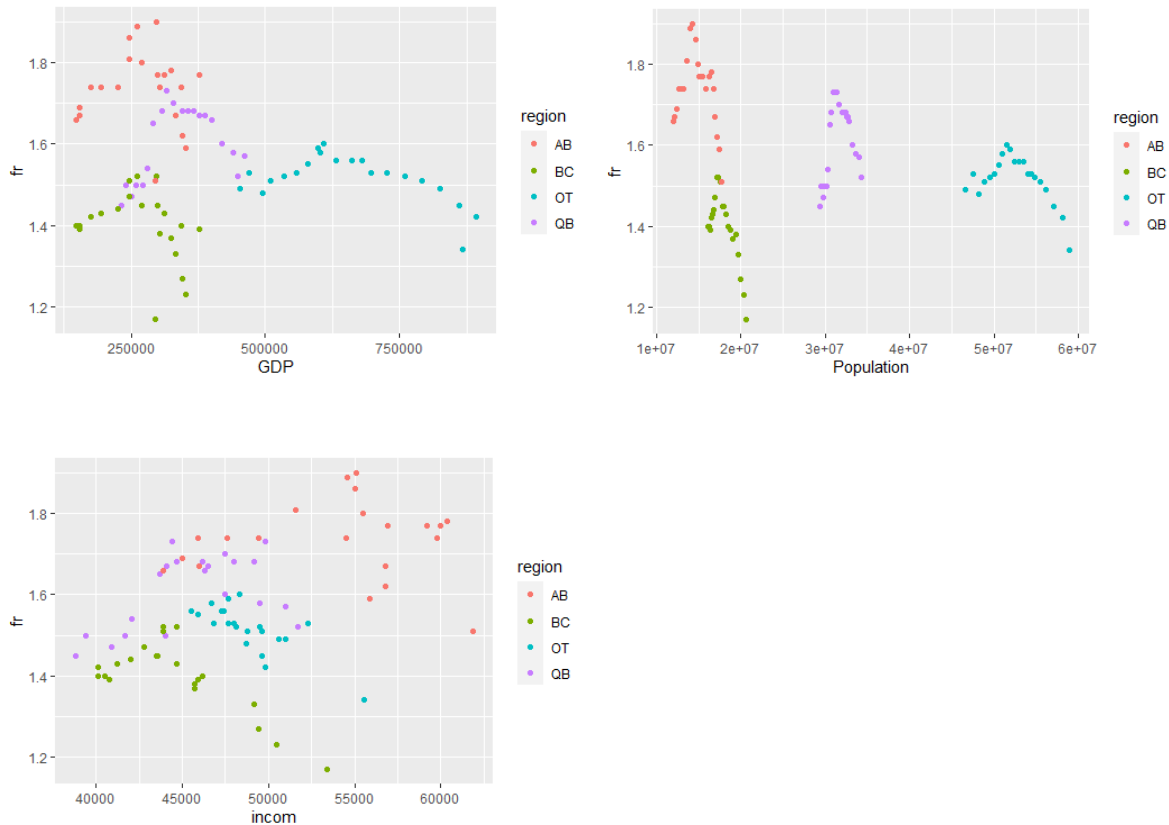 fr
1.8
1.6
1.4
1.2
250000 500000 750000
GDP
region
AB
BC
OT
QB
fr
1.8
1.6
1.4
1.2
1e+07 2e+07 3e+07 4e+07 5e+07 6e+07
Population
region
AB
BC
OT
QB
fr
1.8
1.6
1.4
1.2
40000 45000 50000 55000 60000
incom
region
AB
BC
OT
QB